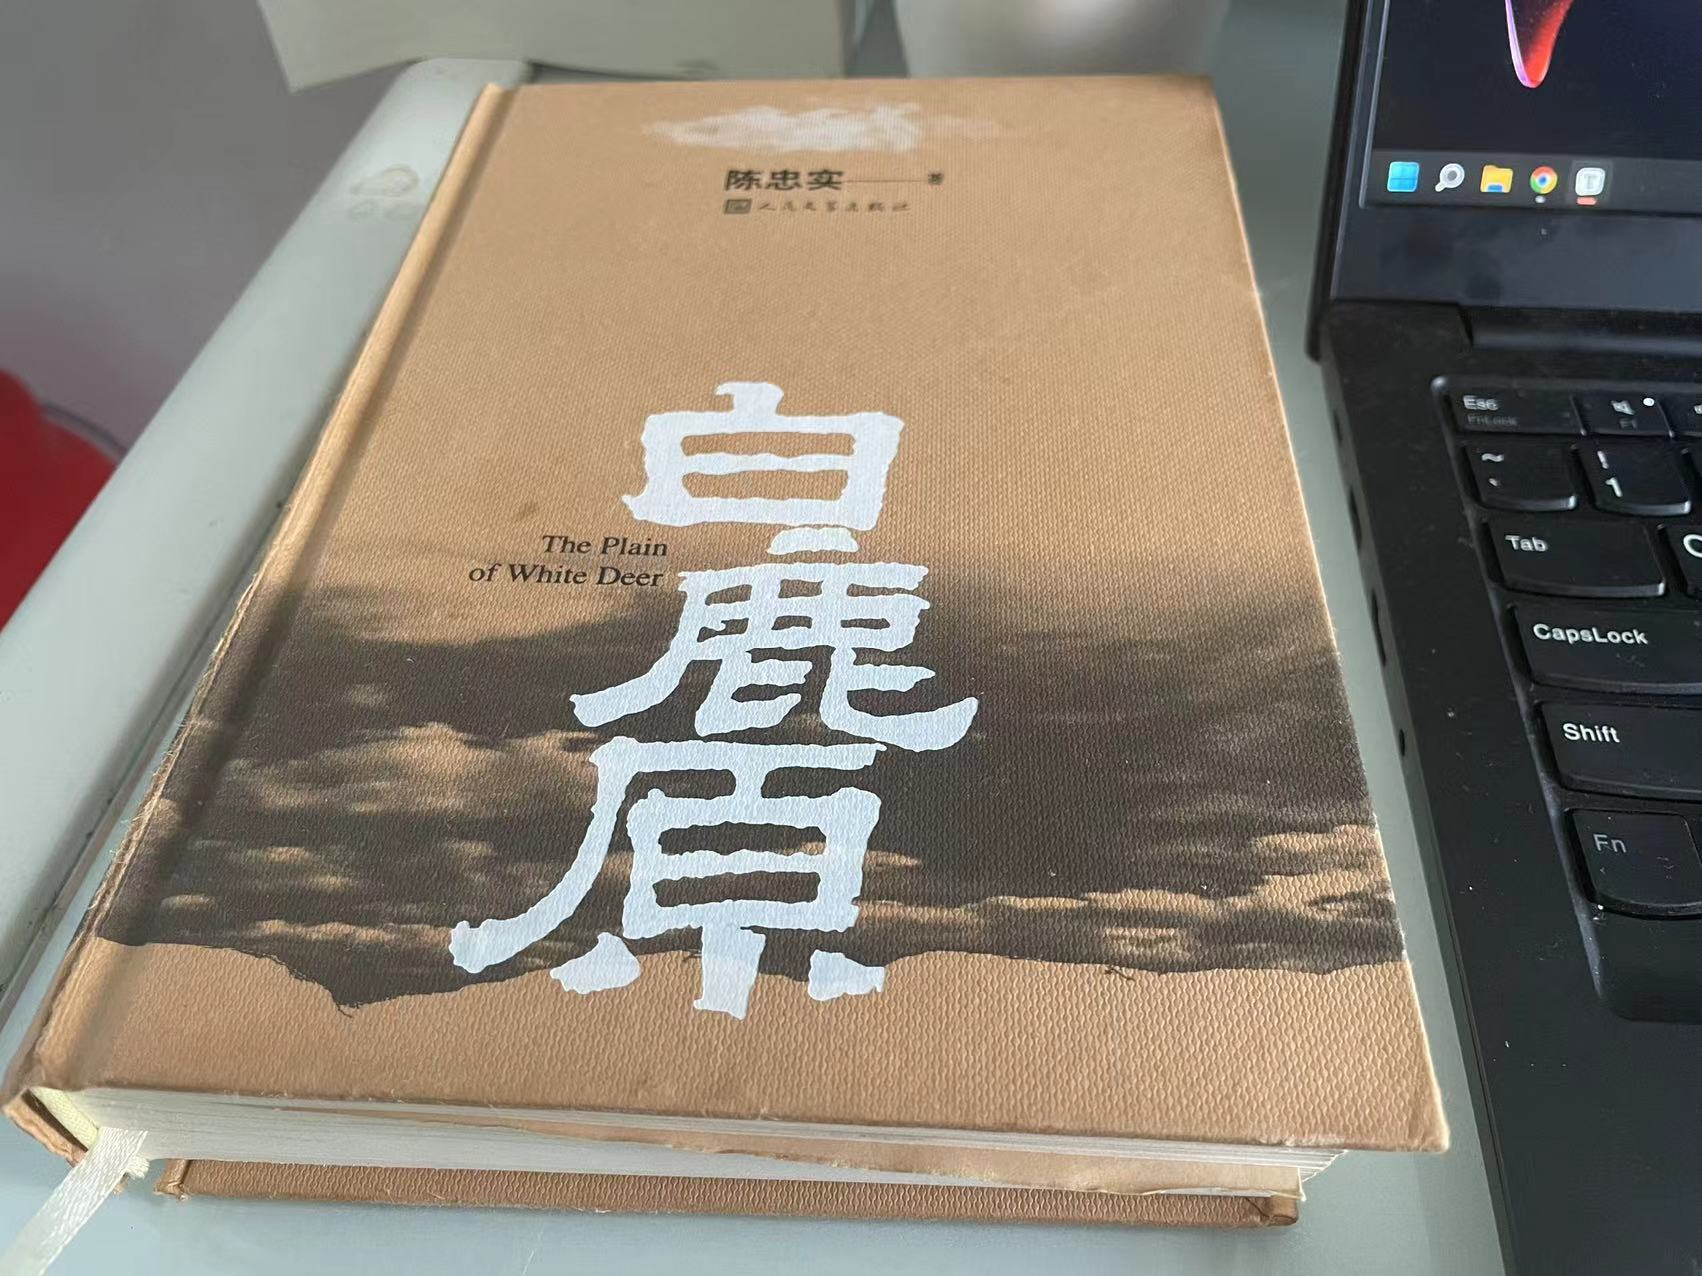 陈忠实——著
人民文学出版社
白鹿原
The Plain
of White Deer
Esc
FnLock
F1
~
!
1
Tab
CapsLock
Shift
Fn